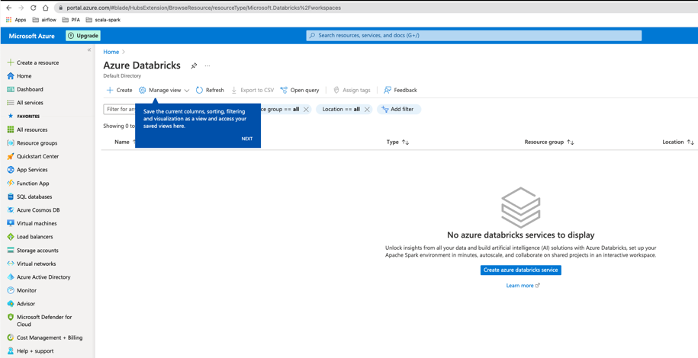 portal.azure.com/#blade/HubsExtension/BrowseResource/resourceType/Microsoft.Databricks%2Fworkspaces
Apps airflow PFA scala-spark
Microsoft Azure Upgrade Search resources, services, and docs (G+/)
Home
Azure Databricks
Default Directory
Create Manage view Refresh Export to CSV Open query Assign tags Feedback
Filter for an ce group == all Location == all Add filter
Save the current columns, sorting, filtering
and visualization as a view and access your
saved views here.
NEXT
Showing 0 to
Name Type Resource group Location
Create a resource
Home
Dashboard
All services
FAVORITES
All resources
Resource groups
Quickstart Center
App Services
Function App
SQL databases
Azure Cosmos DB
Virtual machines
Load balancers
Storage accounts
Virtual networks
Azure Active Directory
Monitor
Advisor
Microsoft Defender for
Cloud
Cost Management + Billing
Help + support
No azure databricks services to display
Unlock insights from all your data and build artificial intelligence (AI) solutions with Azure Databricks, set up your
Apache Spark environment in minutes, autoscale, and collaborate on shared projects in an interactive workspace.
Create azure databricks service
Learn more